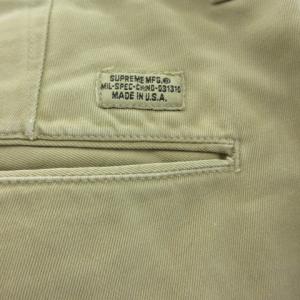 SUPREME MFG.
MIL-SPEC-CHINO-031310
MADE IN U.S.A.